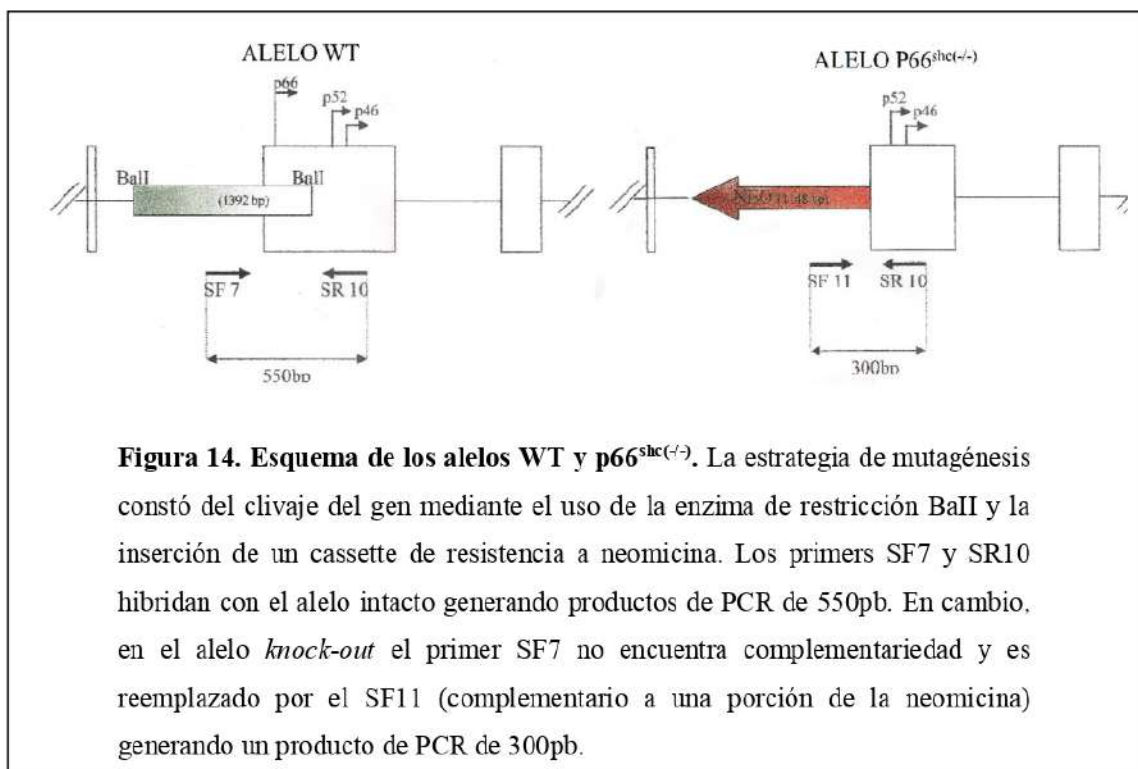 ALELO WT
p66
p52
p46
BalI
BalI
(1392 bp)
SF 7
SR 10
550bp
ALELO P66shc(-/-)
p52
p46
SF 11
SR 10
300bp
Figura 14. Esquema de los alelos WT y p66shc(-/-). La estrategia de mutagénesis
constó del clivaje del gen mediante el uso de la enzima de restricción BaII y la
inserción de un cassette de resistencia a neomicina. Los primers SF7 y SR10
hibridan con el alelo intacto generando productos de PCR de 550pb. En cambio,
en el alelo knock-out el primer SF7 no encuentra complementariedad y es
reemplazado por el SF11 (complementario a una porción de la neomicina)
generando un producto de PCR de 300pb.